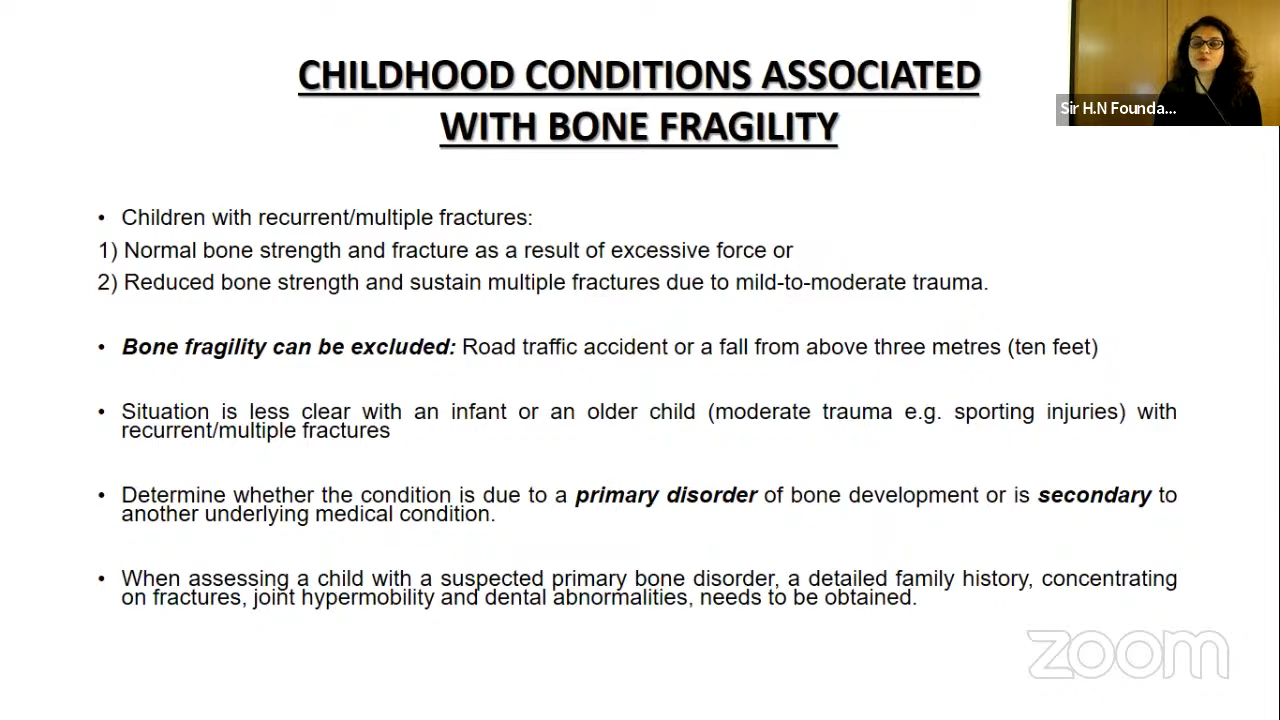 CHILDHOOD CONDITIONS ASSOCIATED
WITH BONE FRAGILITY
Sir H.N Founda...
• Children with recurrent/multiple fractures:
1) Normal bone strength and fracture as a result of excessive force or
2) Reduced bone strength and sustain multiple fractures due to mild-to-moderate trauma.
• Bone fragility can be excluded: Road traffic accident or a fall from above three metres (ten feet)
• Situation is less clear with an infant or an older child (moderate trauma e.g. sporting injuries) with
recurrent/multiple fractures
• Determine whether the condition is due to a primary disorder of bone development or is secondary to
another underlying medical condition.
• When assessing a child with a suspected primary bone disorder, a detailed family history, concentrating
on fractures, joint hypermobility and dental abnormalities, needs to be obtained.
zoom